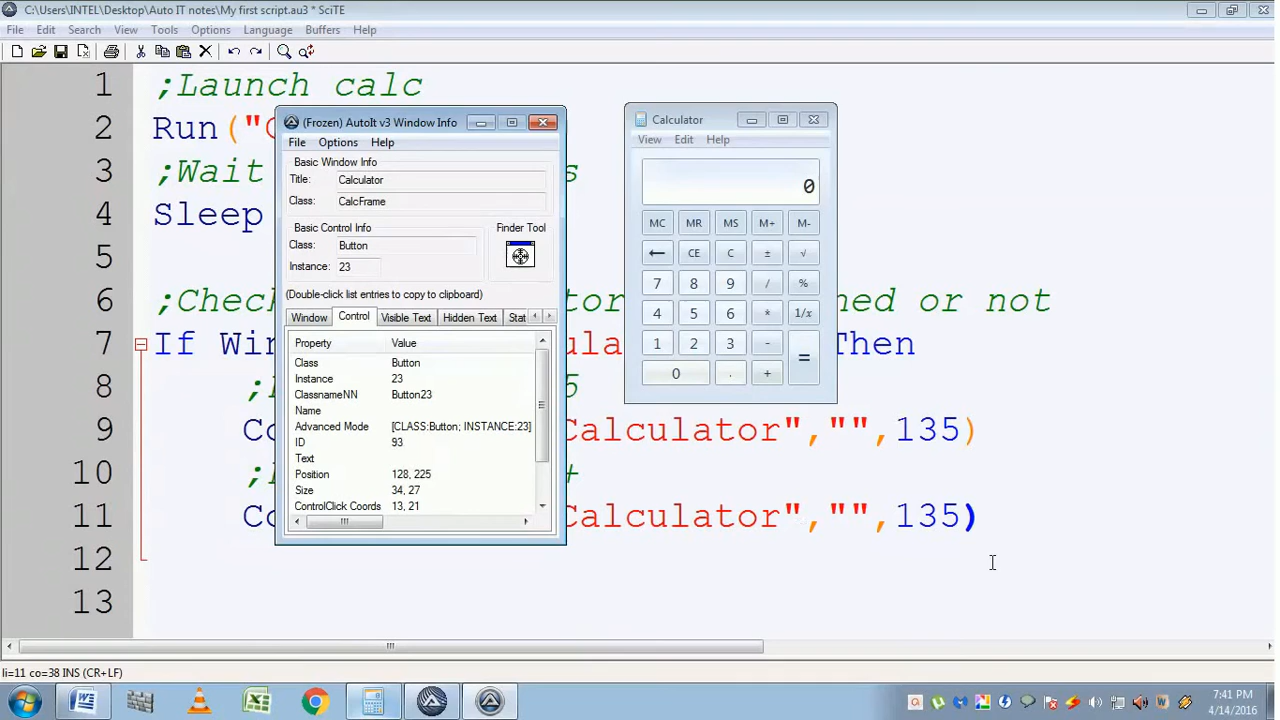 C:\Users\INTEL\Desktop\Auto IT notes\My first script.au3 * SciTE
File Edit Search View Tools Options Language Buffers Help
1 ;Launch calc
2 Run("
3 ;Wait
4 Sleep
5
6 ;Check tor ned or not
7 If Win ula Then
8 ; 5
9 Co Calculator","",135)
10 ; +
11 Co Calculator","",135)
12
13
(Frozen) AutoIt v3 Window Info
File Options Help
Basic Window Info
Title: Calculator
Class: CalcFrame
Basic Control Info
Finder Tool
Class: Button
Instance: 23
(Double-click list entries to copy to clipboard)
Window Control Visible Text Hidden Text Stat
Property Value
Class Button
Instance 23
ClassnameNN Button23
Name
Advanced Mode [CLASS:Button; INSTANCE:23]
ID 93
Text
Position 128, 225
Size 34, 27
ControlClick Coords 13, 21
Calculator
View Edit Help
0
MC MR MS M+ M-
← CE C ± √
7 8 9 / %
4 5 6 * 1/x
1 2 3 - =
0 . +
li=11 co=38 INS (CR+LF)
7:41 PM
4/14/2016